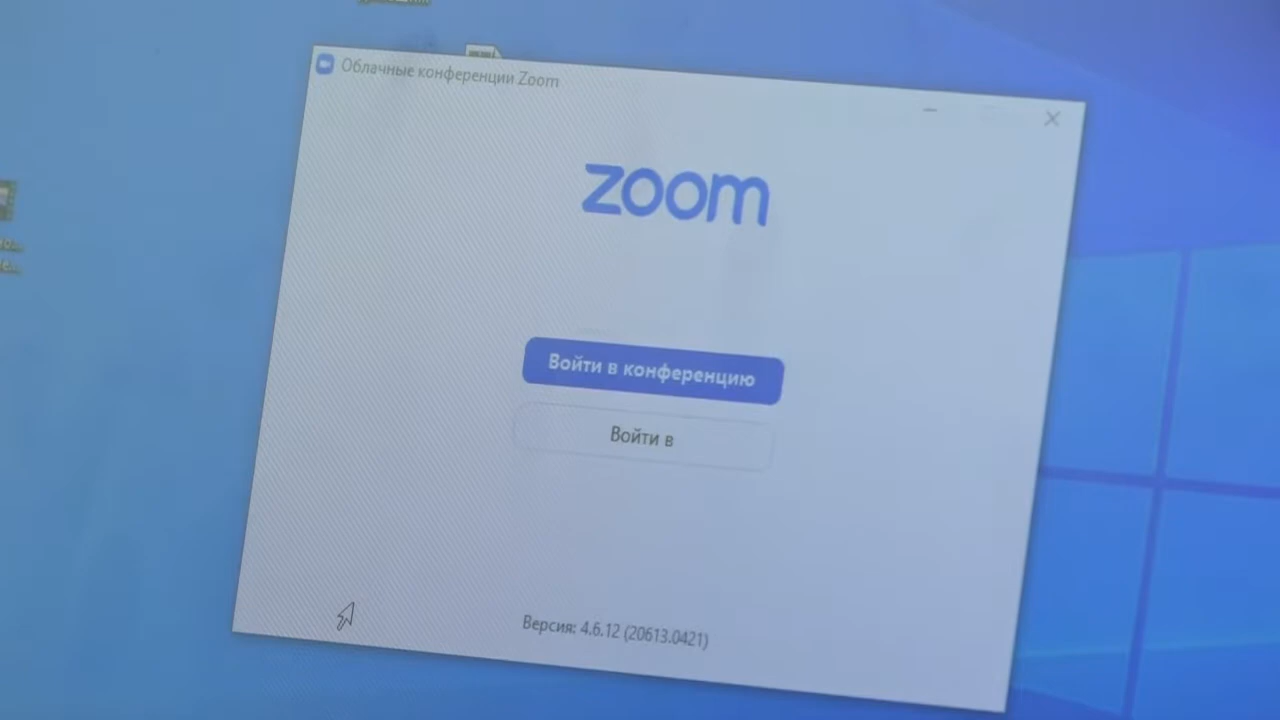 Облачные конференции Zoom
zoom
Войти в конференцию
Войти в
Версия: 4.6.12 (20613.0421)